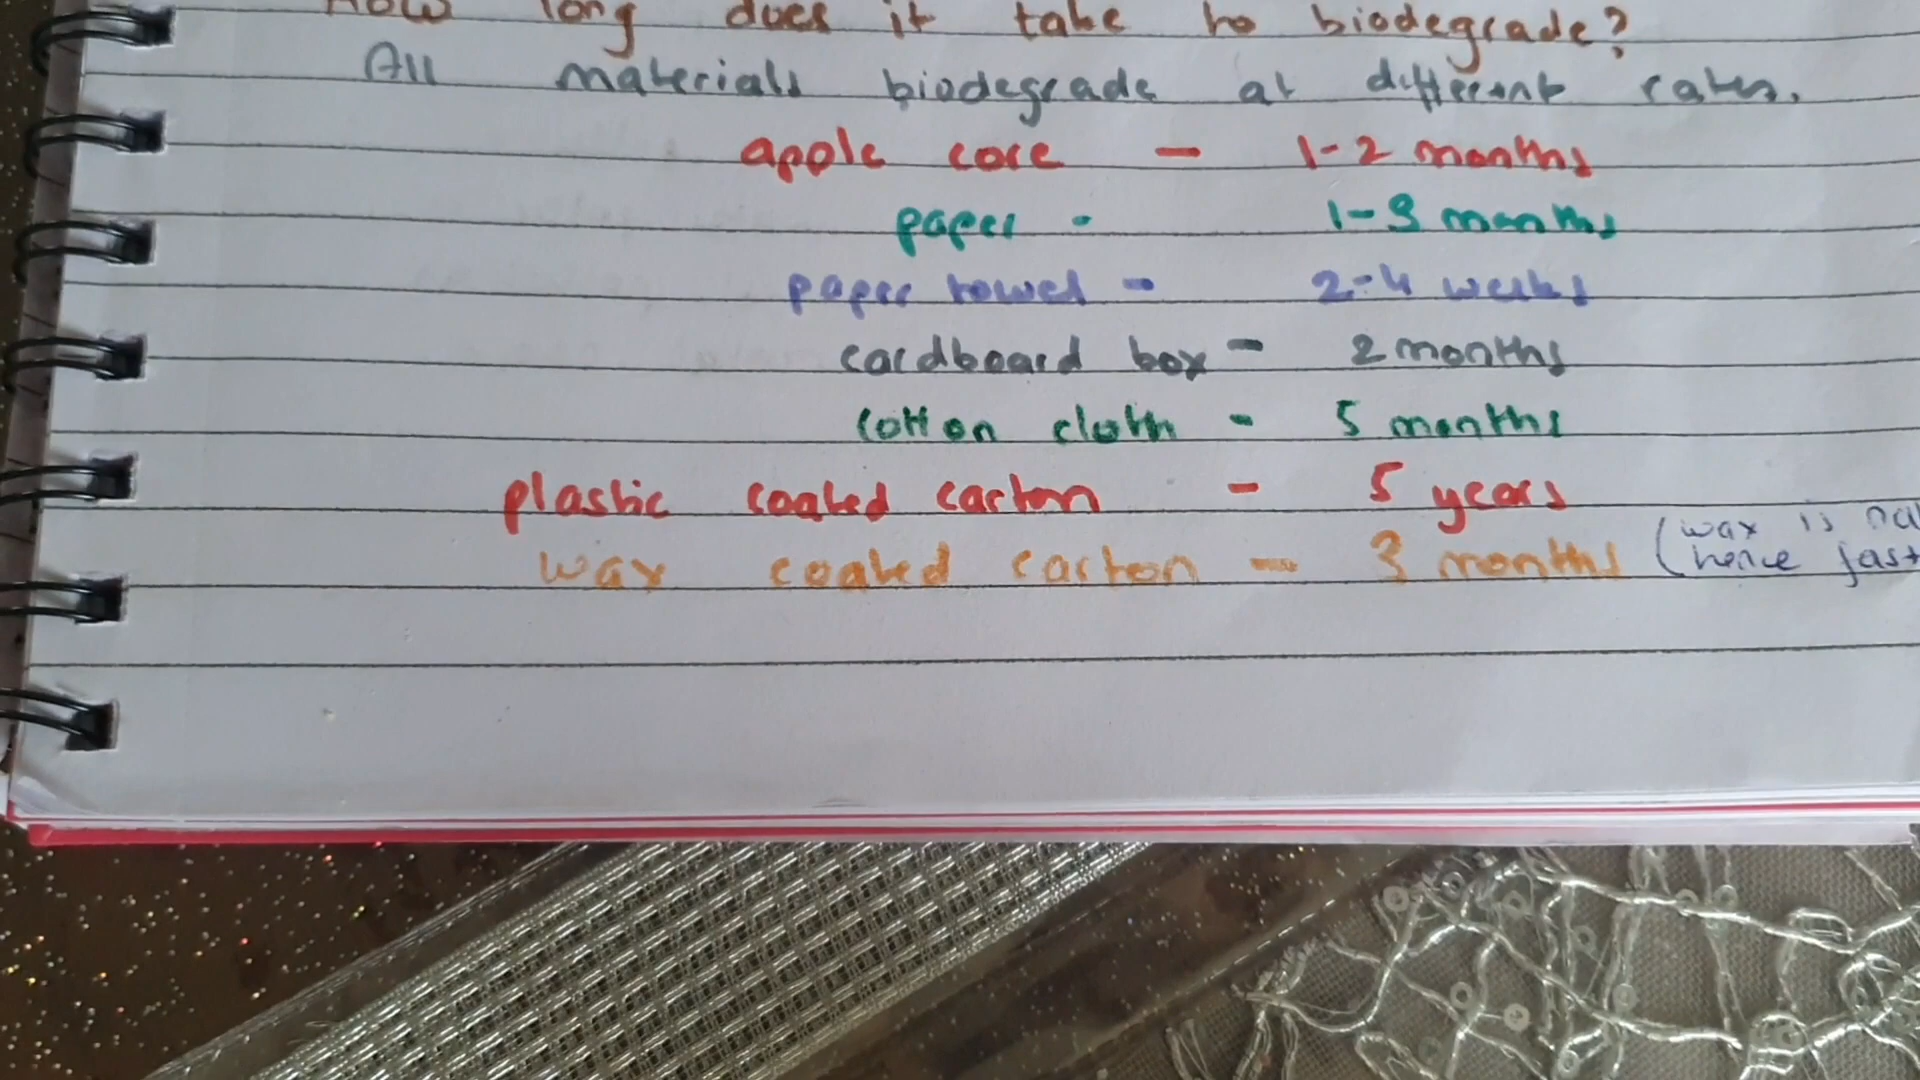 How long does it take to biodegrade?
All materials biodegrade at different rates.
apple core - 1-2 months
paper - 1-3 months
paper towel - 2-4 weeks
cardboard box - 2 months
cotton cloth - 5 months
plastic coated carton - 5 years
wax coated carton - 3 months (wax is
hence